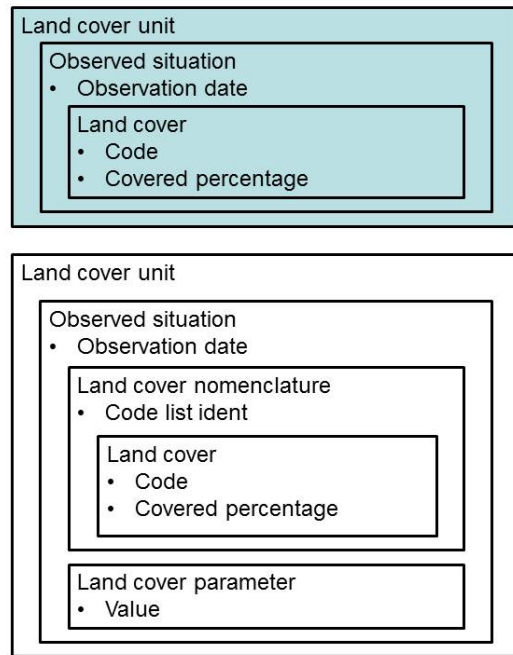 Land cover unit
Observed situation
• Observation date
Land cover
• Code
• Covered percentage
Land cover unit
Observed situation
• Observation date
Land cover nomenclature
• Code list ident
Land cover
• Code
• Covered percentage
Land cover parameter
• Value